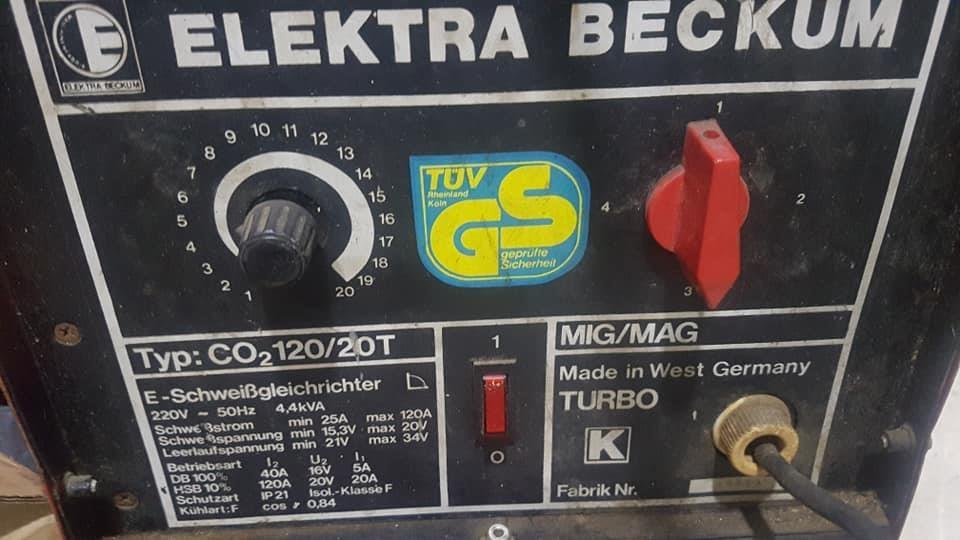 E
ELEKTRA BECKUM
ELEKTRA BECKUM
1
2
3
4
5
6
7
8
9
10
11
12
13
14
15
16
17
18
19
20
TÜV
Rheinland
Köln
GS
geprüfte
Sicherheit
1
2
3
4
Typ: CO₂ 120/20T
E-Schweißgleichrichter
220V ~ 50Hz 4,4kVA
Schweißstrom min 25A max 120A
Schweißspannung min 15,3V max 20V
Leerlaufspannung min 21V max 34V
Betriebsart I₂ U₂ I₁
DB 100% 40A 16V 5A
HSB 10% 120A 20V 20A
Schutzart IP21 Isol.-Klasse F
Kühlart: F cos 0,84
1
O
MIG/MAG
Made in West Germany
TURBO
K
Fabrik Nr.